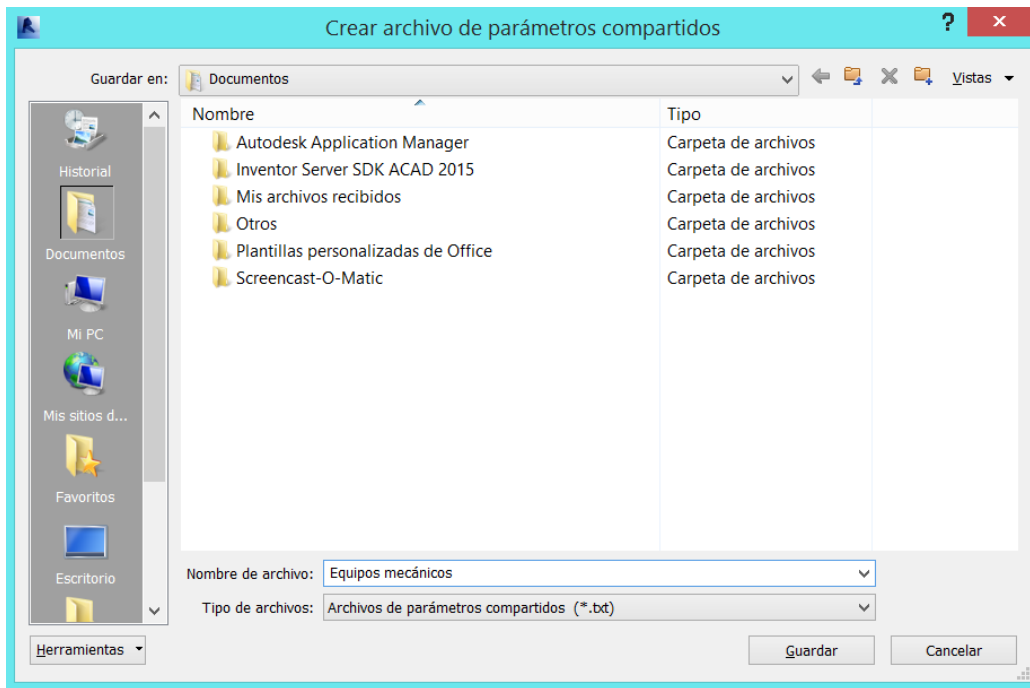 Crear archivo de parámetros compartidos
?
Guardar en:
Documentos
Vistas
Historial
Documentos
Mi PC
Mis sitios d...
Favoritos
Escritorio
Nombre Tipo
Autodesk Application Manager Carpeta de archivos
Inventor Server SDK ACAD 2015 Carpeta de archivos
Mis archivos recibidos Carpeta de archivos
Otros Carpeta de archivos
Plantillas personalizadas de Office Carpeta de archivos
Screencast-O-Matic Carpeta de archivos
Nombre de archivo: Equipos mecánicos
Tipo de archivos: Archivos de parámetros compartidos (*.txt)
Herramientas Guardar Cancelar